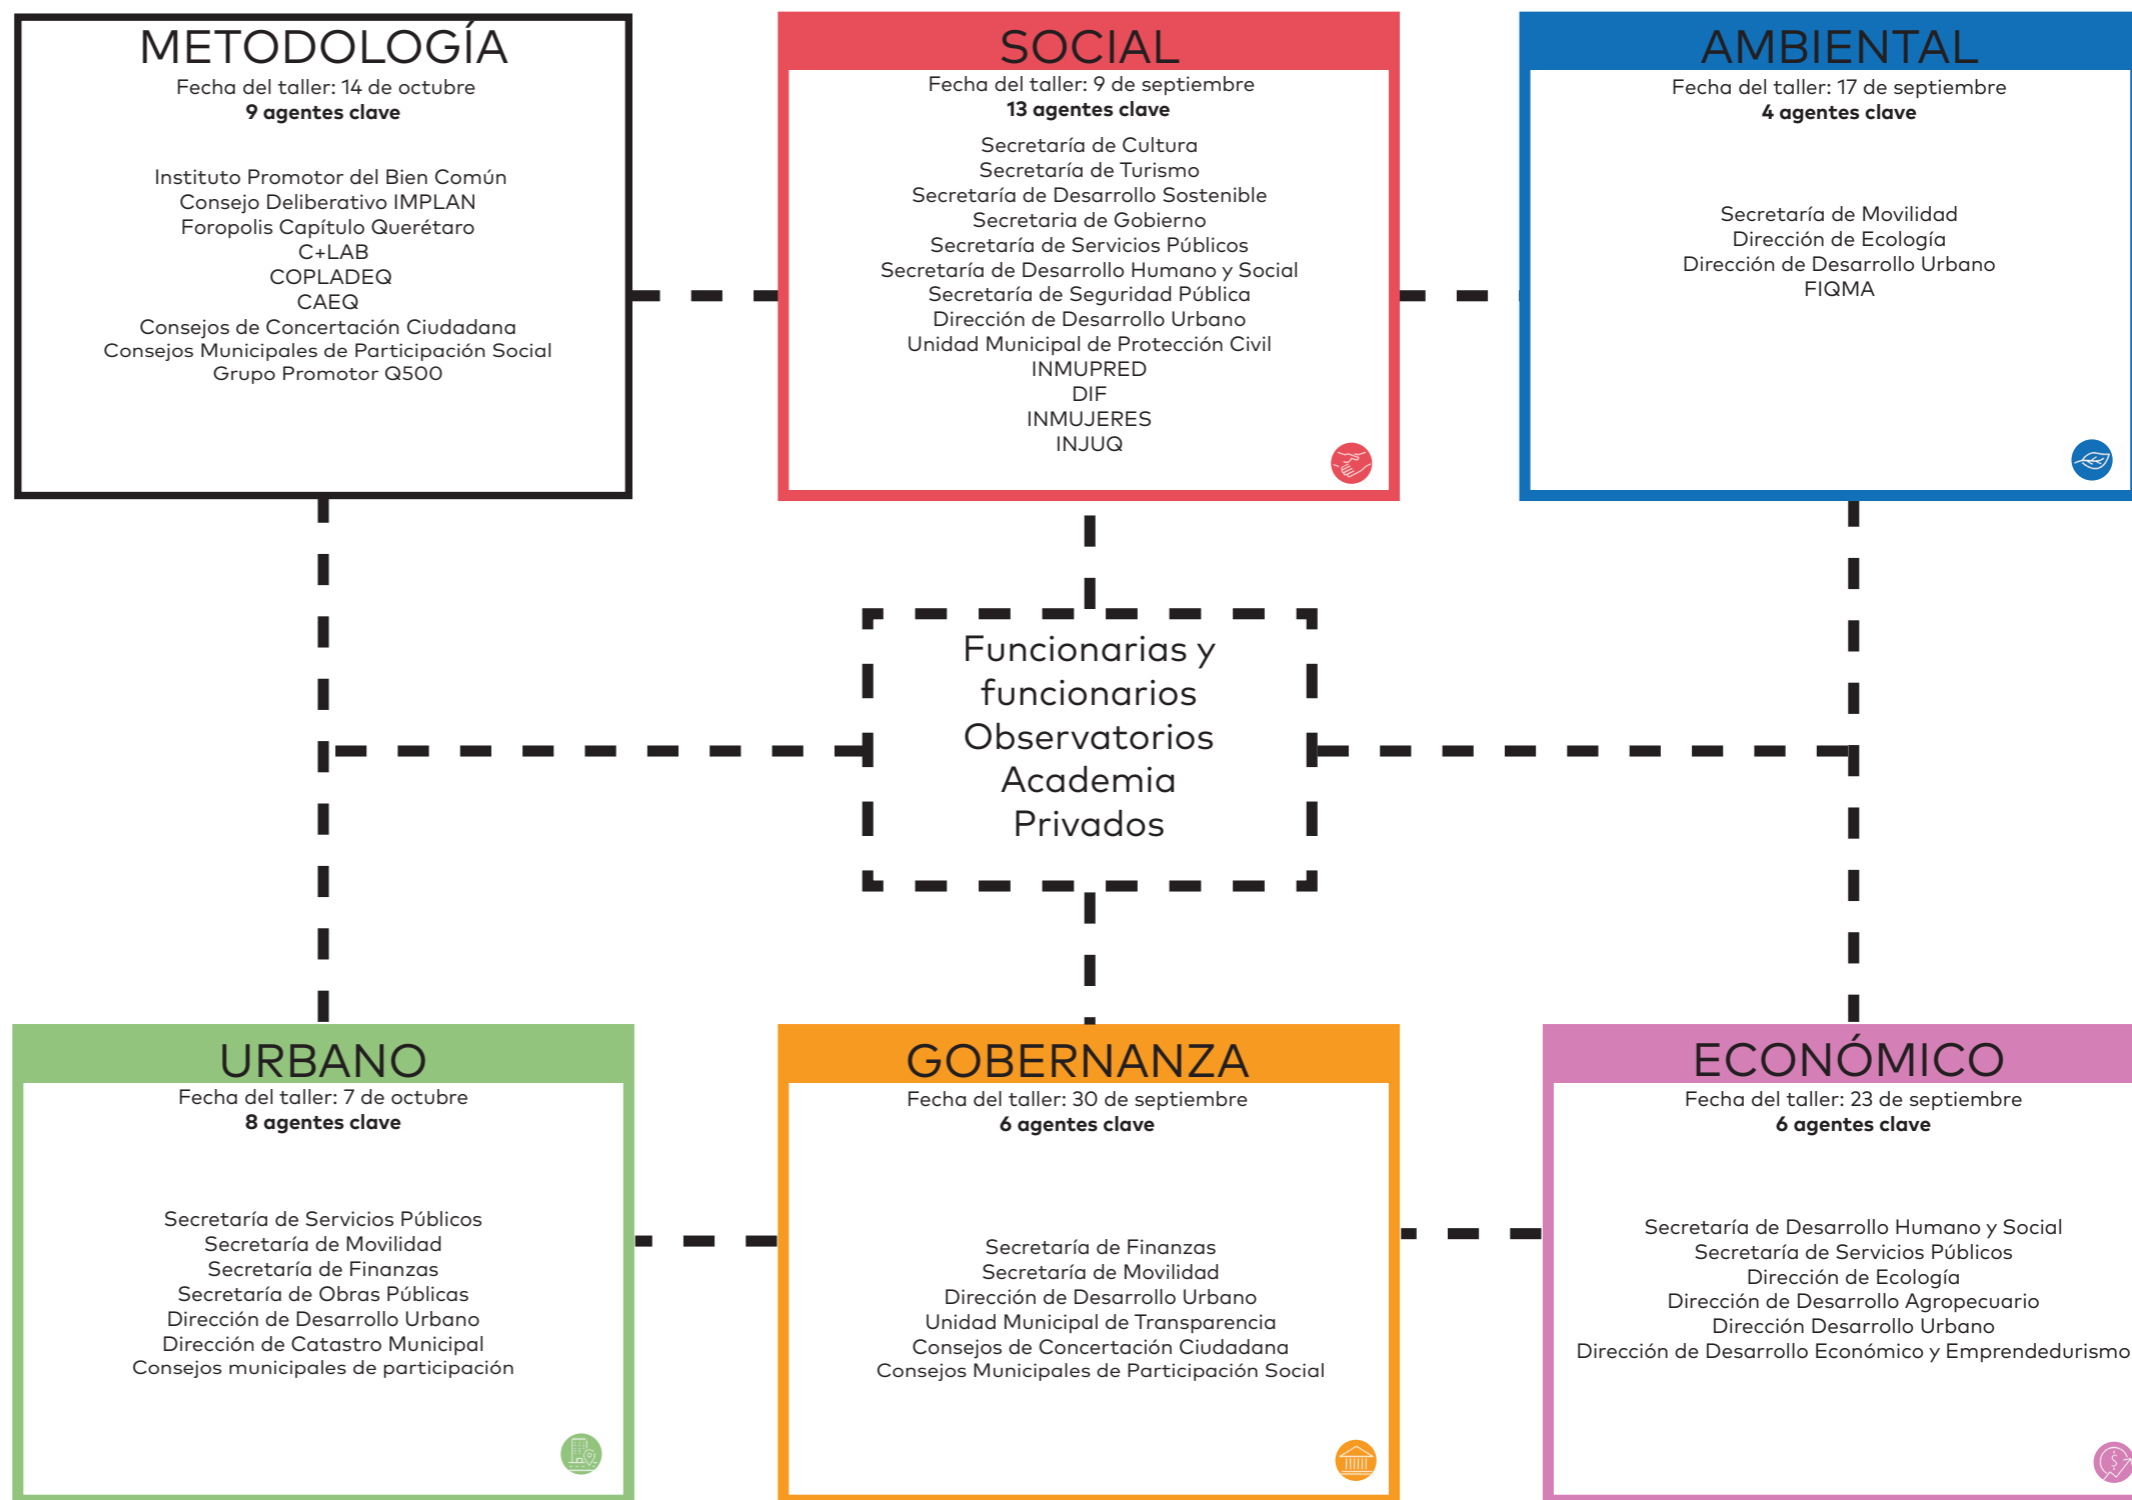 METODOLOGÍA
Fecha del taller: 14 de octubre
9 agentes clave
Instituto Promotor del Bien Común
Consejo Deliberativo IMPLAN
Foropolis Capítulo Querétaro
C+LAB
COPLADEQ
CAEQ
Consejos de Concertación Ciudadana
Consejos Municipales de Participación Social
Grupo Promotor Q500
SOCIAL
Fecha del taller: 9 de septiembre
13 agentes clave
Secretaría de Cultura
Secretaría de Turismo
Secretaría de Desarrollo Sostenible
Secretaria de Gobierno
Secretaría de Servicios Públicos
Secretaría de Desarrollo Humano y Social
Secretaría de Seguridad Pública
Dirección de Desarrollo Urbano
Unidad Municipal de Protección Civil
INMUPRED
DIF
INMUJERES
INJUQ
AMBIENTAL
Fecha del taller: 17 de septiembre
4 agentes clave
Secretaría de Movilidad
Dirección de Ecología
Dirección de Desarrollo Urbano
FIQMA
Funcionarias y
funcionarios
Observatorios
Academia
Privados
URBANO
Fecha del taller: 7 de octubre
8 agentes clave
Secretaría de Servicios Públicos
Secretaría de Movilidad
Secretaría de Finanzas
Secretaría de Obras Públicas
Dirección de Desarrollo Urbano
Dirección de Catastro Municipal
Consejos municipales de participación
GOBERNANZA
Fecha del taller: 30 de septiembre
6 agentes clave
Secretaría de Finanzas
Secretaría de Movilidad
Dirección de Desarrollo Urbano
Unidad Municipal de Transparencia
Consejos de Concertación Ciudadana
Consejos Municipales de Participación Social
ECONÓMICO
Fecha del taller: 23 de septiembre
6 agentes clave
Secretaría de Desarrollo Humano y Social
Secretaría de Servicios Públicos
Dirección de Ecología
Dirección de Desarrollo Agropecuario
Dirección Desarrollo Urbano
Dirección de Desarrollo Económico y Emprendedurismo
$